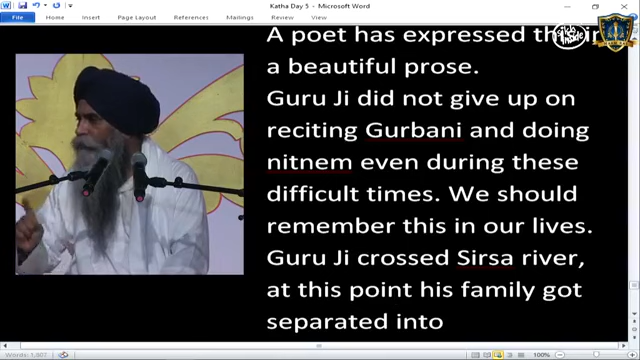 Katha Day 5 - Microsoft Word
File Home Insert Page Layout References Mailings Review View
A poet has expressed this in
a beautiful prose.
Guru Ji did not give up on
reciting Gurbani and doing
nitnem even during these
difficult times. We should
remember this in our lives.
Guru Ji crossed Sirsa river,
at this point his family got
separated into
Words: 1,807
100%